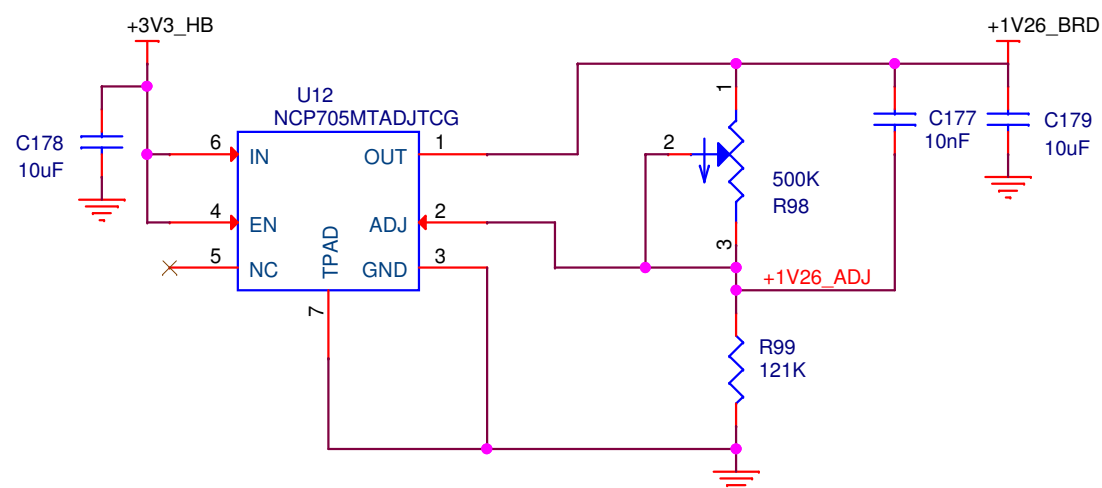 +3V3_HB
+1V26_BRD
U12
NCP705MTADJTCG
C178
10uF
6
IN
OUT
1
4
EN
ADJ
2
5
NC
TPAD
GND
3
7
1
2
500K
R98
3
C177
10nF
C179
10uF
+1V26_ADJ
R99
121K